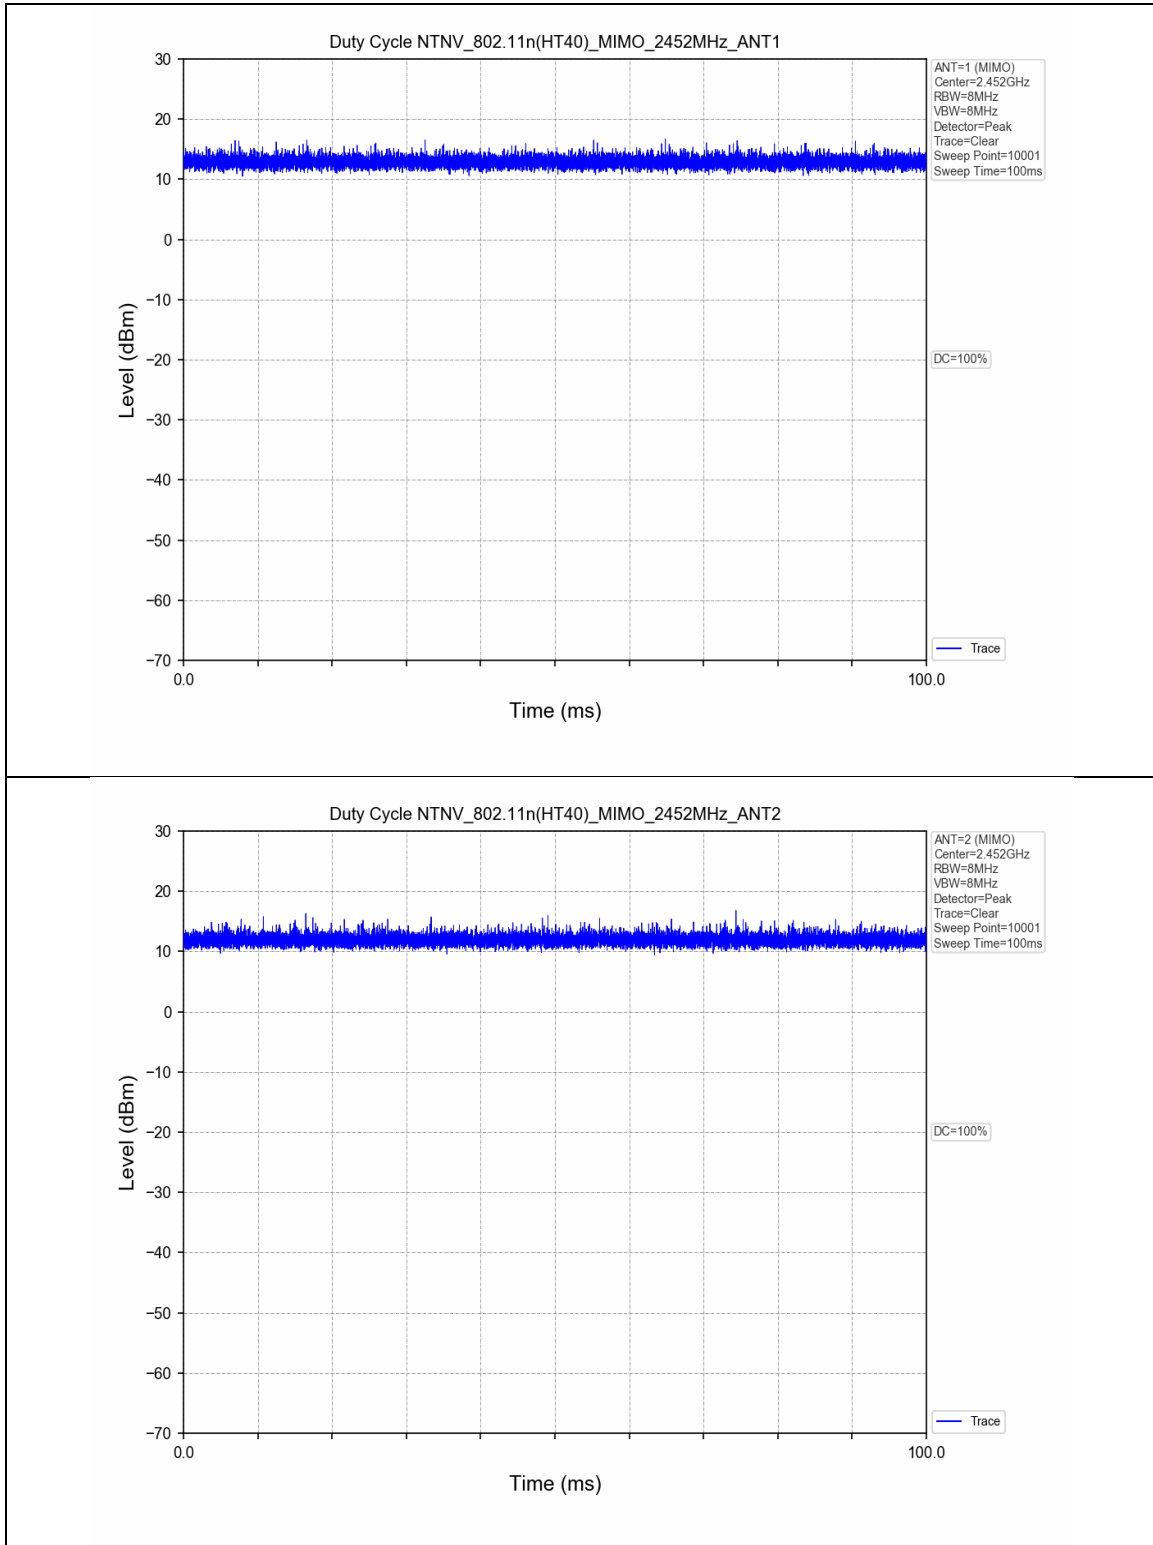 Duty Cycle NTNV_802.11n(HT40)_MIMO_2452MHz_ANT1
30
20
10
0
−10
−20
−30
−40
−50
−60
−70
Level (dBm)
0.0
100.0
Time (ms)
ANT=1 (MIMO)
Center=2.452GHz
RBW=8MHz
VBW=8MHz
Detector=Peak
Trace=Clear
Sweep Point=10001
Sweep Time=100ms
DC=100%
Trace
Duty Cycle NTNV_802.11n(HT40)_MIMO_2452MHz_ANT2
30
20
10
0
−10
−20
−30
−40
−50
−60
−70
Level (dBm)
0.0
100.0
Time (ms)
ANT=2 (MIMO)
Center=2.452GHz
RBW=8MHz
VBW=8MHz
Detector=Peak
Trace=Clear
Sweep Point=10001
Sweep Time=100ms
DC=100%
Trace